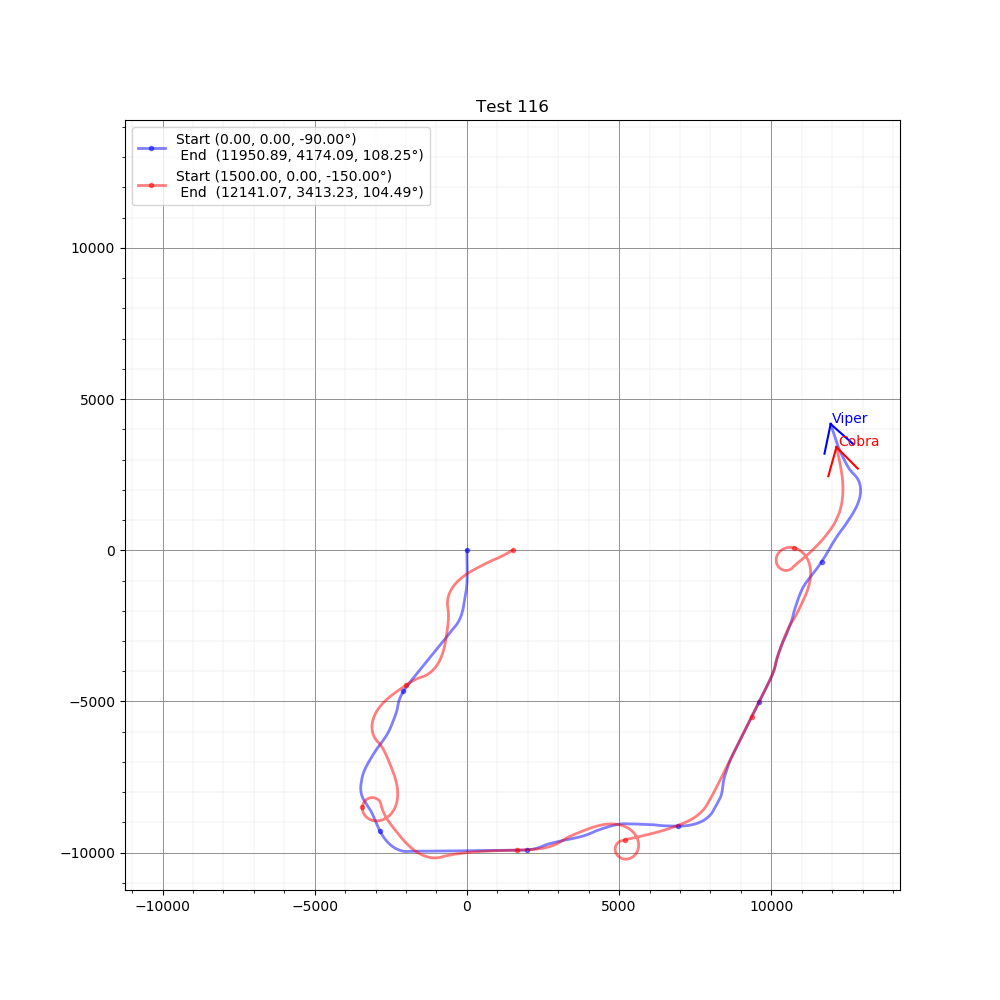 Test 116
Start (0.00, 0.00, -90.00°)
End  (11950.89, 4174.09, 108.25°)
Start (1500.00, 0.00, -150.00°)
End  (12141.07, 3413.23, 104.49°)
10000
5000
0
−5000
−10000
Viper
Cobra
−10000
−5000
0
5000
10000